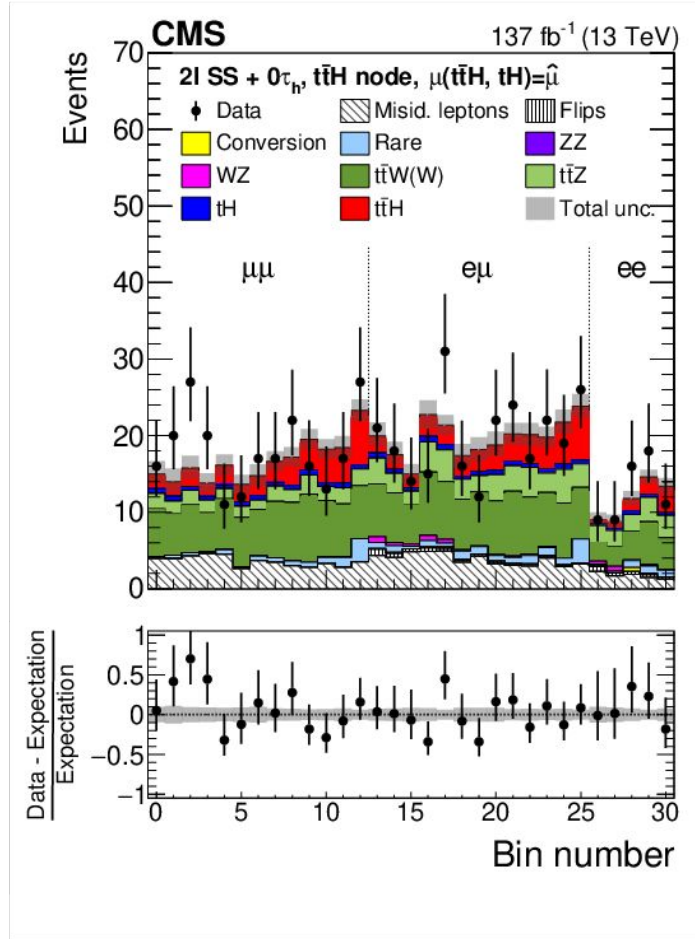 CMS 137 fb⁻¹ (13 TeV)
2l SS + 0τ_h, tt̄H node, μ(tt̄H, tH)=μ̂
Data Misid. leptons Flips
Conversion Rare ZZ
WZ tt̄W(W) tt̄Z
tH tt̄H Total unc.
μμ eμ ee
Events
70
60
50
40
30
20
10
0
Data - Expectation
Expectation
1
0.5
0
−0.5
−1
0 5 10 15 20 25 30
Bin number